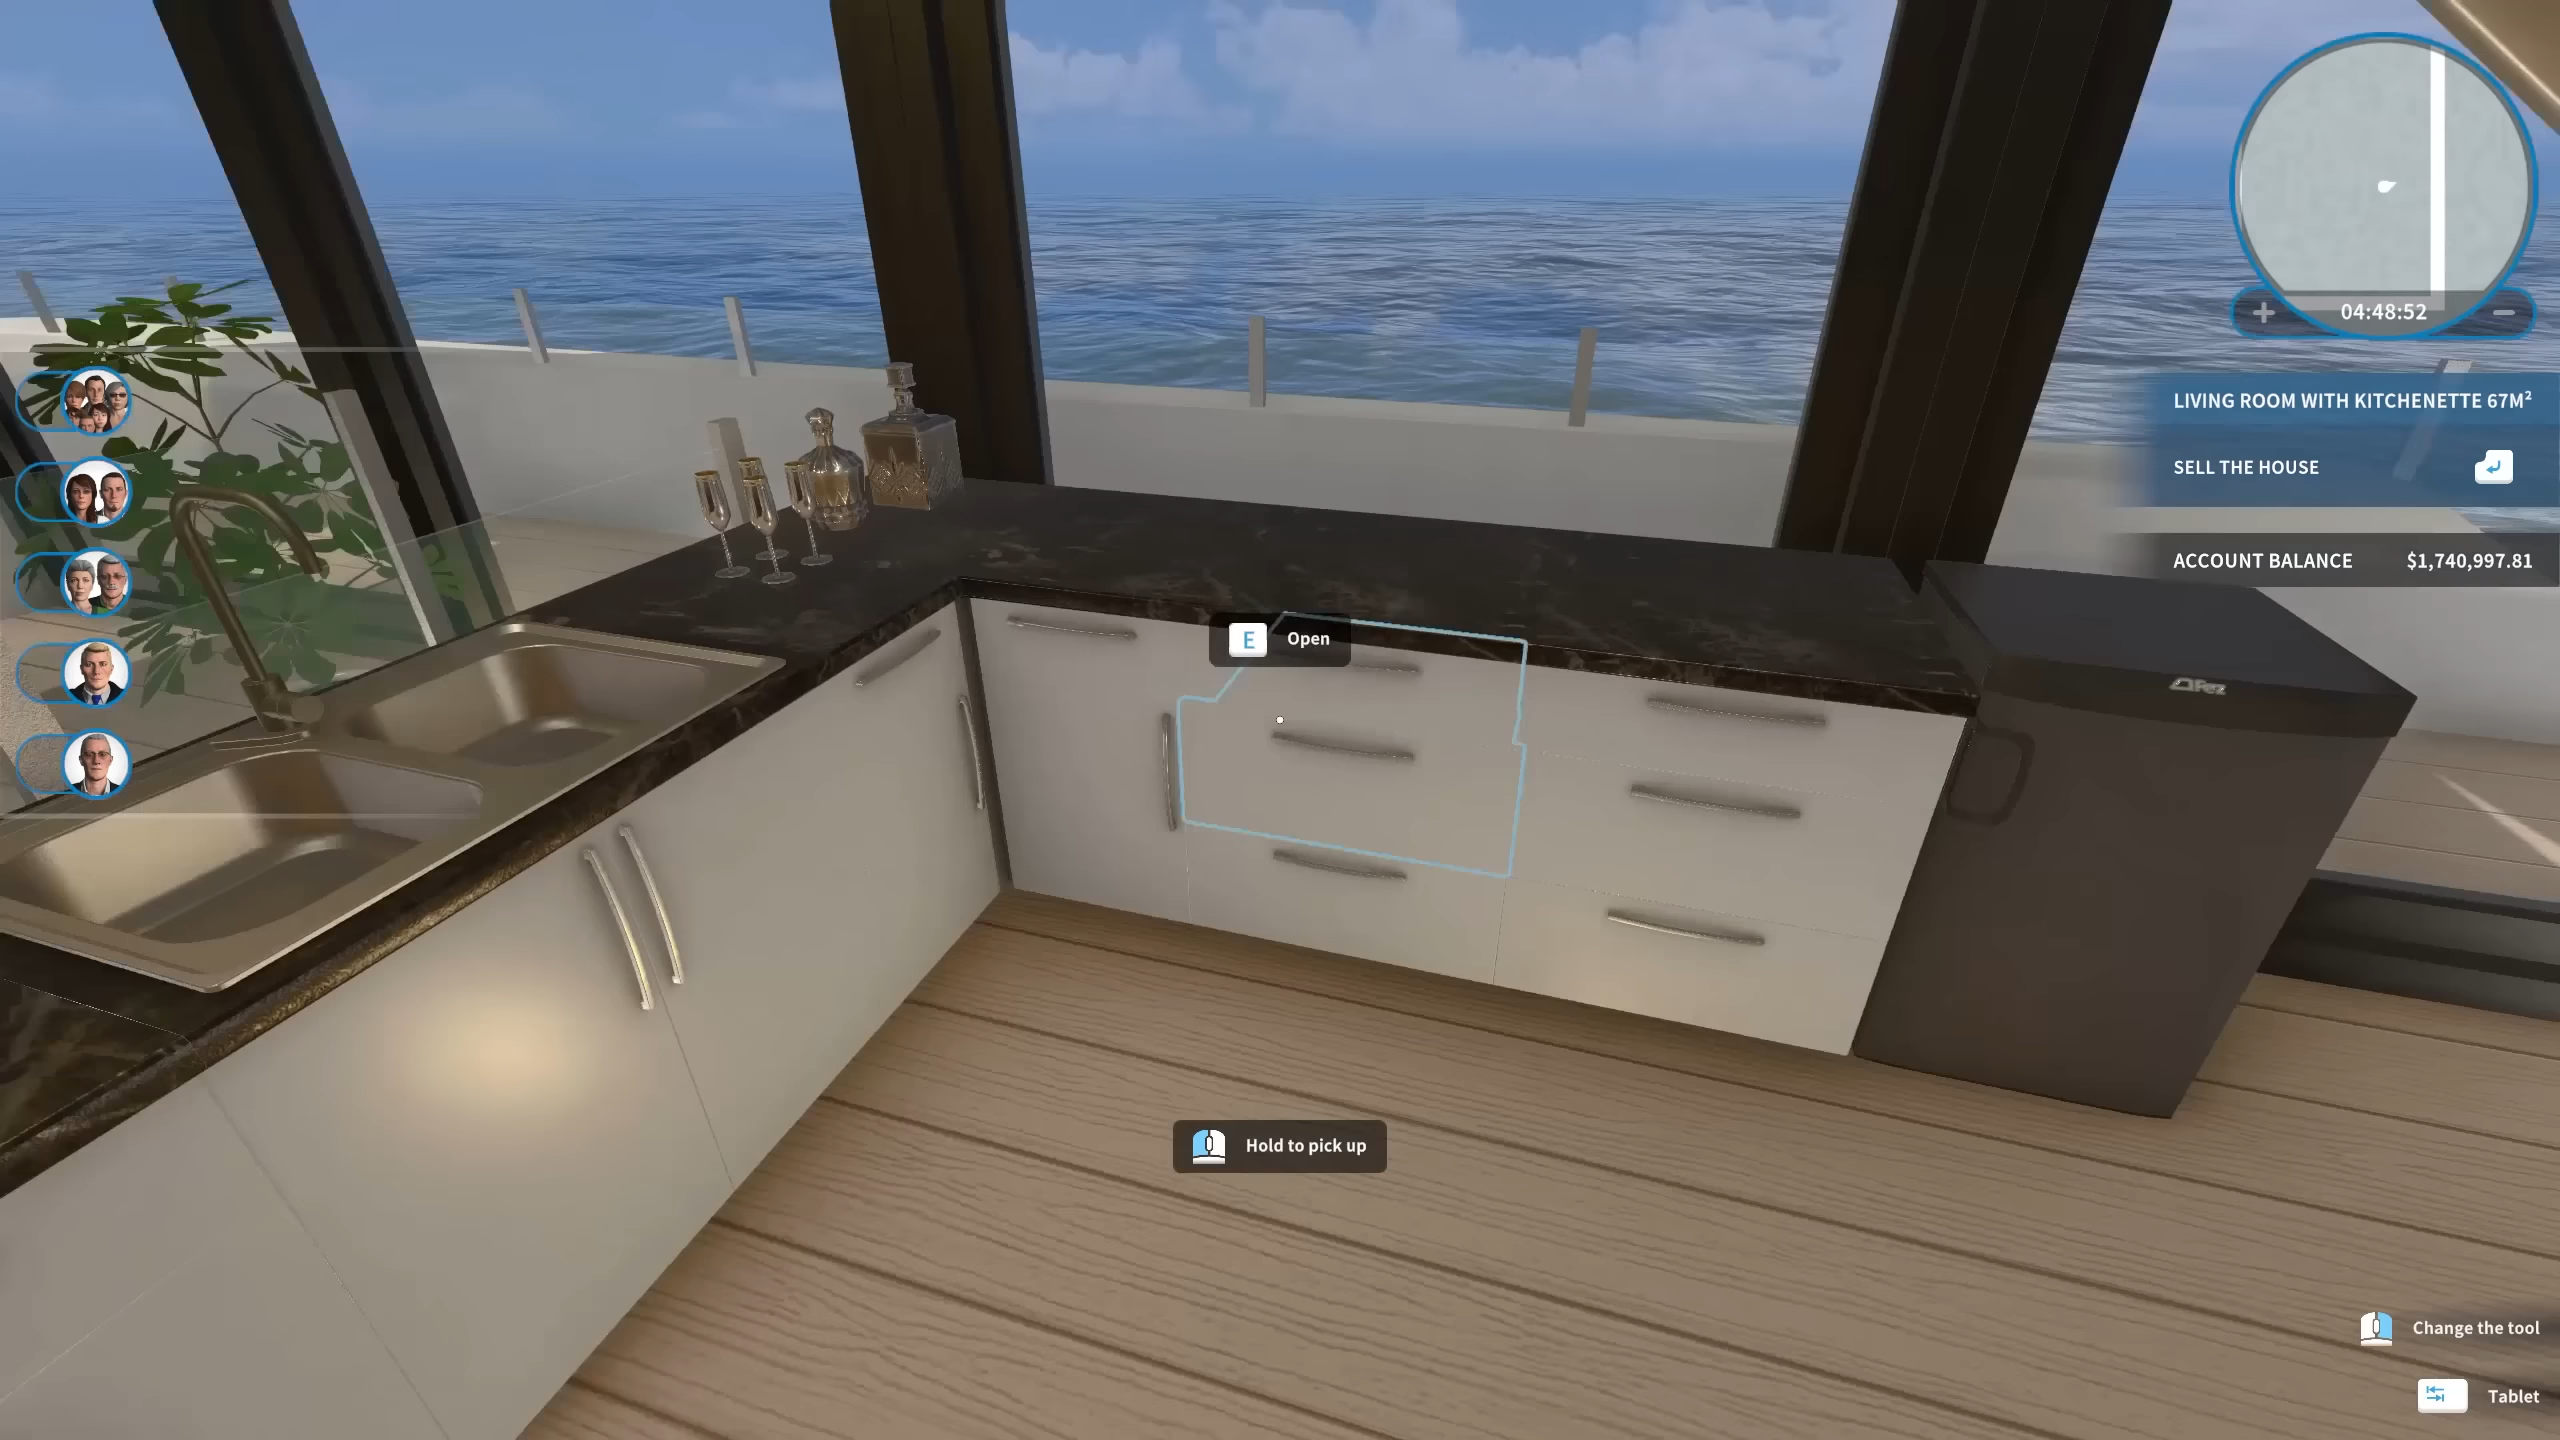 04:48:52
LIVING ROOM WITH KITCHENETTE 67M²
SELL THE HOUSE
ACCOUNT BALANCE $1,740,997.81
E Open
Fez
Hold to pick up
Change the tool
Tablet